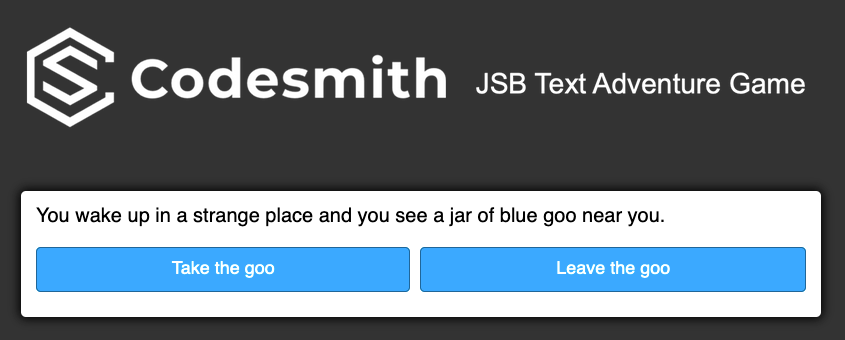 Codesmith JSB Text Adventure Game
You wake up in a strange place and you see a jar of blue goo near you.
Take the goo Leave the goo